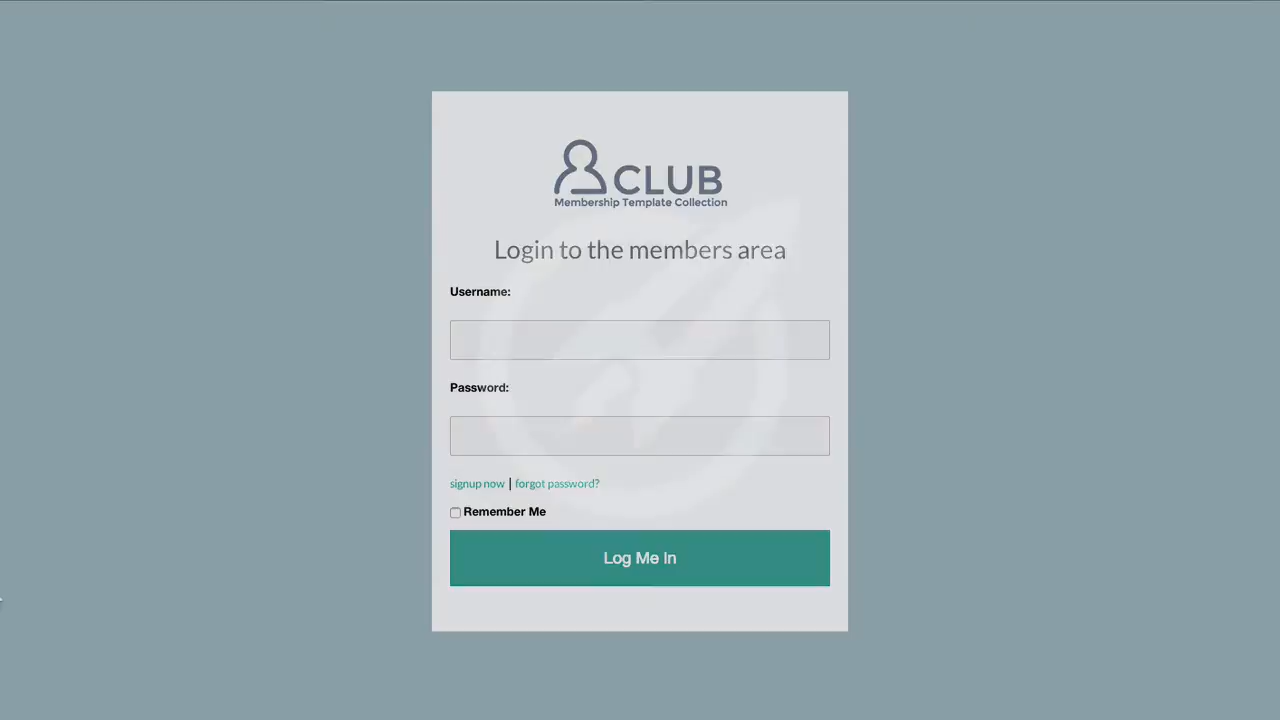 CLUB
Membership Template Collection
Login to the members area
Username:
Password:
signup now | forgot password?
Remember Me
Log Me In